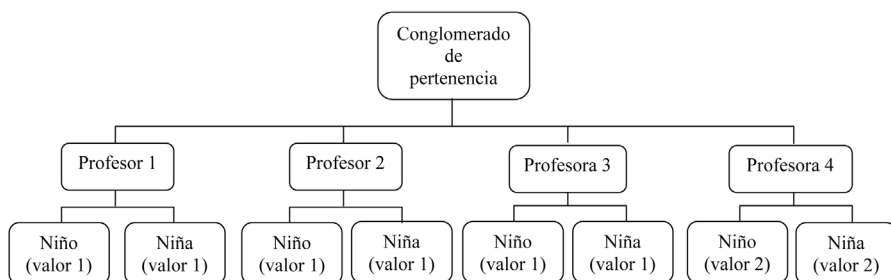 Conglomerado
de
pertenencia
Profesor 1
Profesor 2
Profesora 3
Profesora 4
Niño
(valor 1)
Niña
(valor 1)
Niño
(valor 1)
Niña
(valor 1)
Niño
(valor 1)
Niña
(valor 1)
Niño
(valor 2)
Niña
(valor 2)